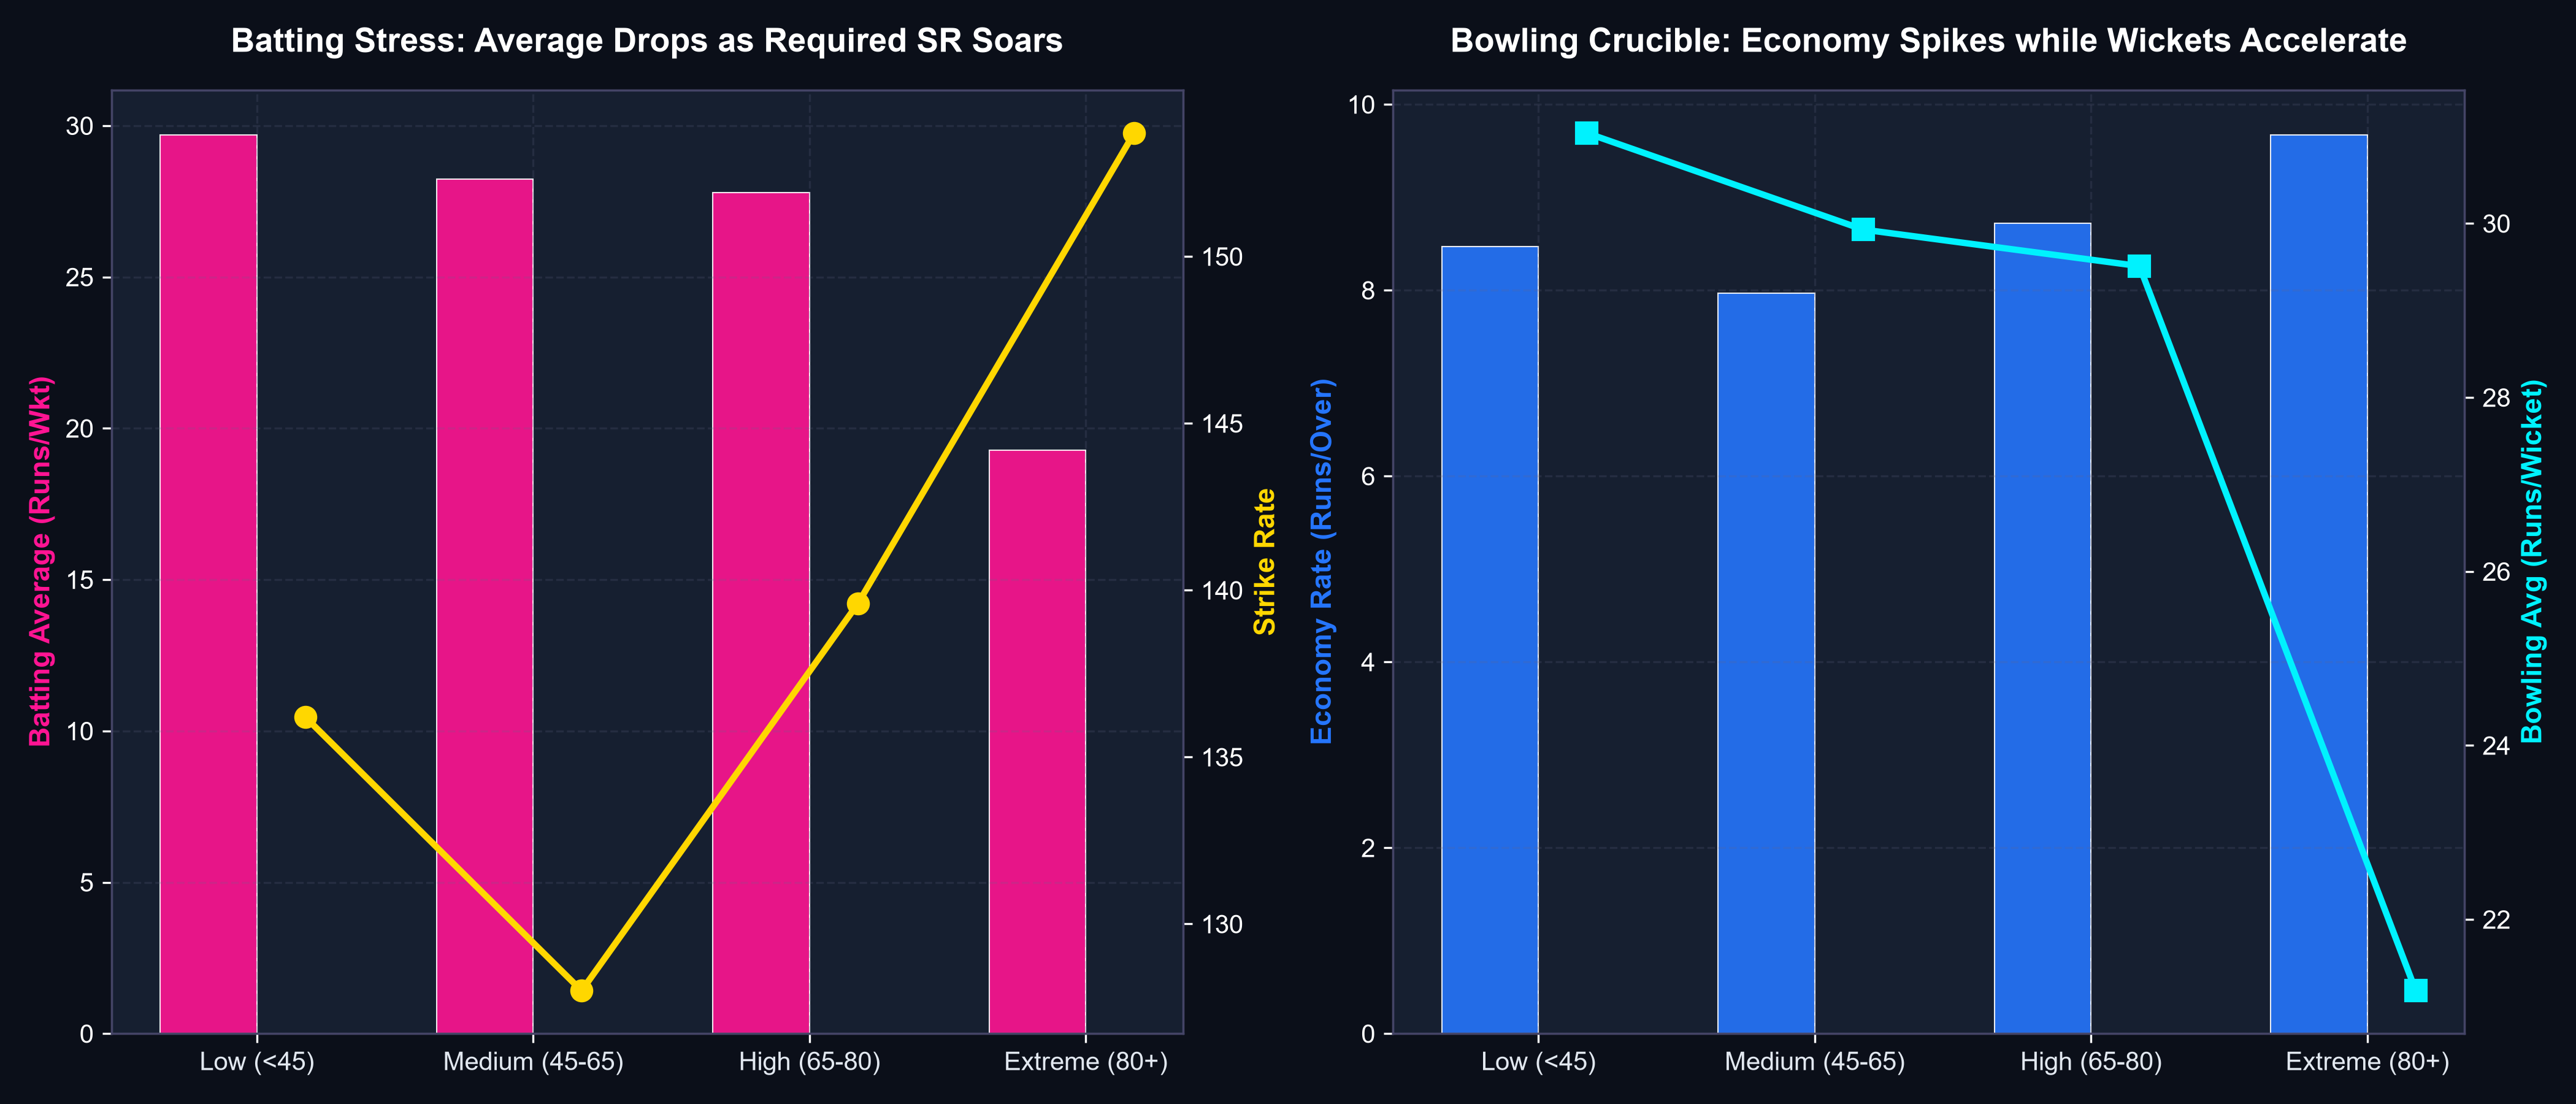 Batting Stress: Average Drops as Required SR Soars
Batting Average (Runs/Wkt)
30
25
20
15
10
5
0
150
145
140
135
130
Strike Rate
Low (<45)
Medium (45-65)
High (65-80)
Extreme (80+)
Bowling Crucible: Economy Spikes while Wickets Accelerate
Economy Rate (Runs/Over)
10
8
6
4
2
0
30
28
26
24
22
Bowling Avg (Runs/Wicket)
Low (<45)
Medium (45-65)
High (65-80)
Extreme (80+)